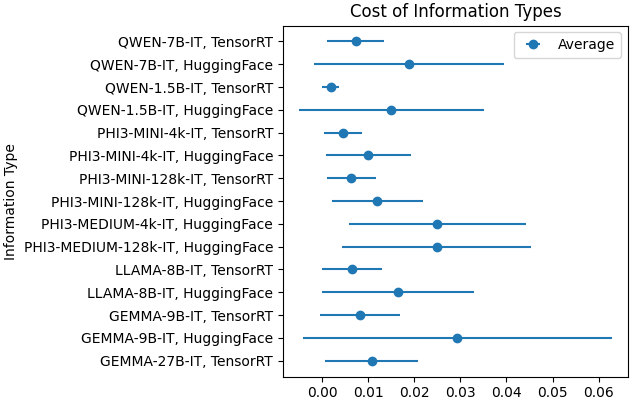 Cost of Information Types
Average
Information Type
QWEN-7B-IT, TensorRT
QWEN-7B-IT, HuggingFace
QWEN-1.5B-IT, TensorRT
QWEN-1.5B-IT, HuggingFace
PHI3-MINI-4k-IT, TensorRT
PHI3-MINI-4k-IT, HuggingFace
PHI3-MINI-128k-IT, TensorRT
PHI3-MINI-128k-IT, HuggingFace
PHI3-MEDIUM-4k-IT, HuggingFace
PHI3-MEDIUM-128k-IT, HuggingFace
LLAMA-8B-IT, TensorRT
LLAMA-8B-IT, HuggingFace
GEMMA-9B-IT, TensorRT
GEMMA-9B-IT, HuggingFace
GEMMA-27B-IT, TensorRT
0.00 0.01 0.02 0.03 0.04 0.05 0.06